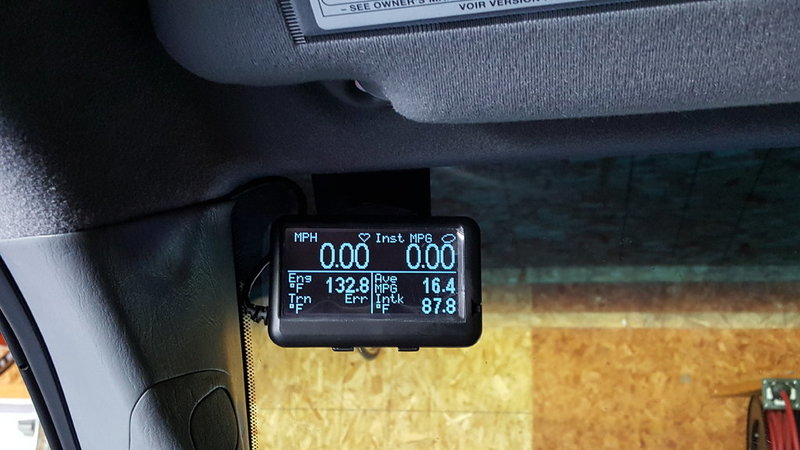 – SEE OWNER'S MA
VOIR VERSION
MPH Inst MPG
0.00 0.00
Eng °F 132.8 Ave MPG 16.4
Trn °F Err Intk °F 87.8